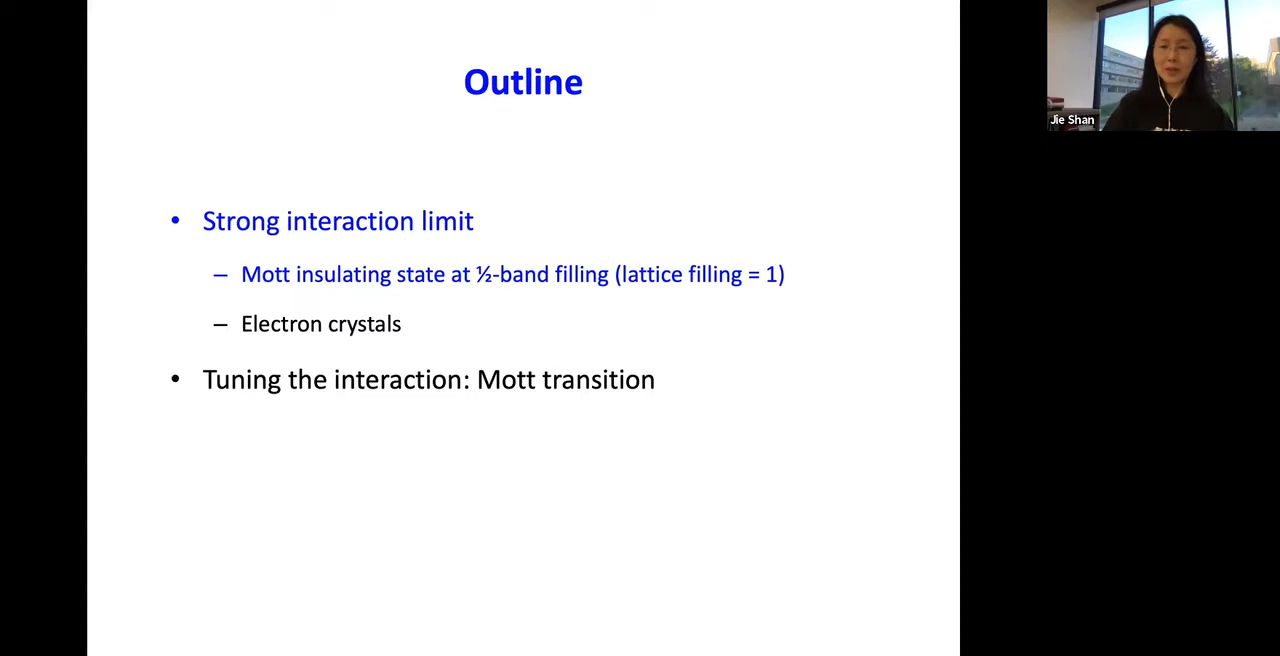 Outline
Jie Shan
• Strong interaction limit
– Mott insulating state at ½-band filling (lattice filling = 1)
– Electron crystals
• Tuning the interaction: Mott transition